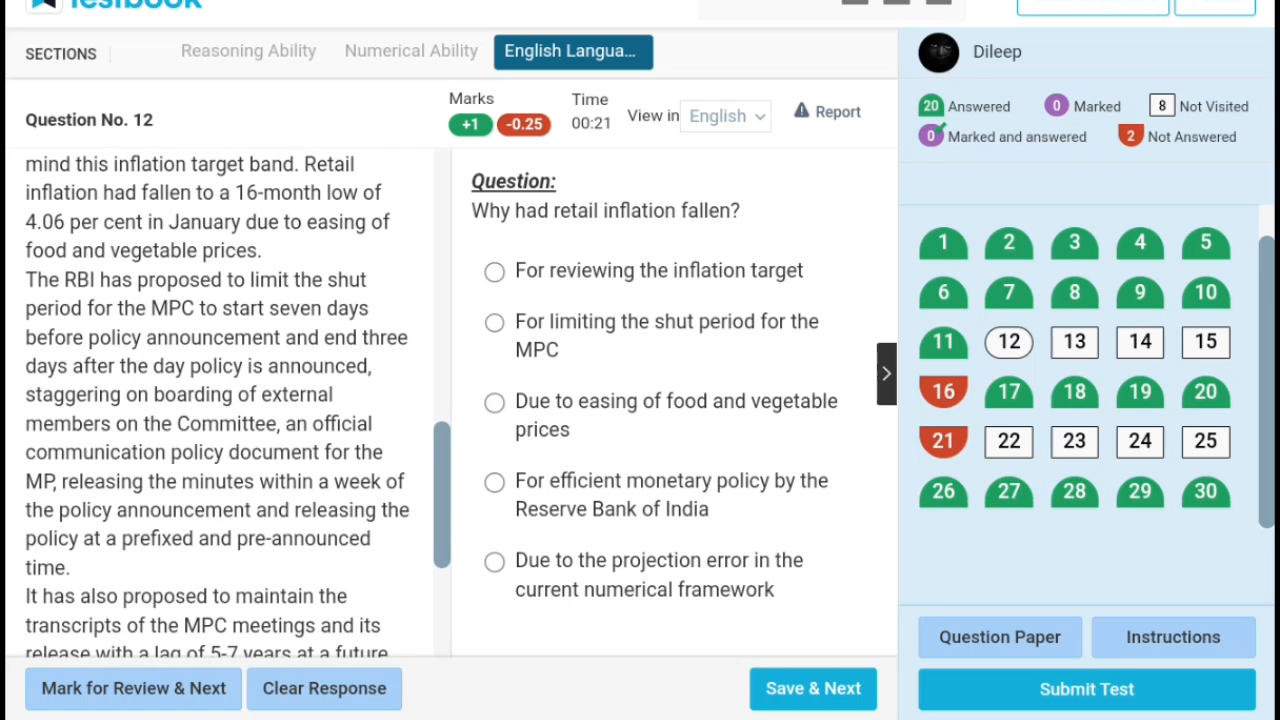 Testbook
SECTIONS
Reasoning Ability
Numerical Ability
English Langua...
Question No. 12
Marks
+1
-0.25
Time
00:21
View in
English
Report
mind this inflation target band. Retail
inflation had fallen to a 16-month low of
4.06 per cent in January due to easing of
food and vegetable prices.
The RBI has proposed to limit the shut
period for the MPC to start seven days
before policy announcement and end three
days after the day policy is announced,
staggering on boarding of external
members on the Committee, an official
communication policy document for the
MP, releasing the minutes within a week of
the policy announcement and releasing the
policy at a prefixed and pre-announced
time.
It has also proposed to maintain the
transcripts of the MPC meetings and its
release with a lag of 5-7 years at a future
Question:
Why had retail inflation fallen?
For reviewing the inflation target
For limiting the shut period for the
MPC
Due to easing of food and vegetable
prices
For efficient monetary policy by the
Reserve Bank of India
Due to the projection error in the
current numerical framework
Mark for Review & Next
Clear Response
Save & Next
Dileep
20 Answered
0 Marked
8 Not Visited
0 Marked and answered
2 Not Answered
1 2 3 4 5
6 7 8 9 10
11 12 13 14 15
16 17 18 19 20
21 22 23 24 25
26 27 28 29 30
Question Paper
Instructions
Submit Test